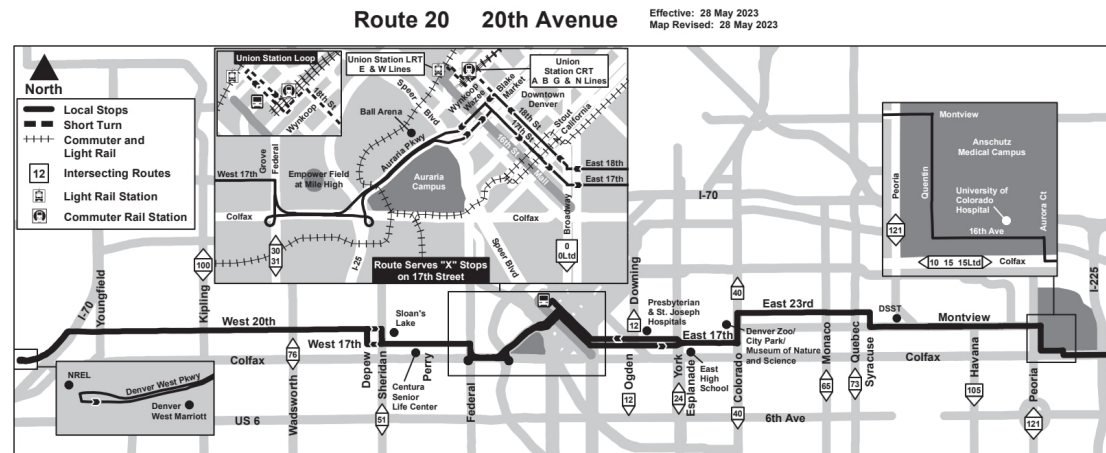 Route 20 20th Avenue
Effective: 28 May 2023
Map Revised: 28 May 2023
North
Local Stops
Short Turn
Commuter and
Light Rail
12 Intersecting Routes
Light Rail Station
Commuter Rail Station
Union Station Loop
18th St
Wynkoop
Union Station LRT
E & W Lines
Union
Station CRT
A B G & N Lines
Speer
Blvd
Ball Arena
Auraria Pkwy
Wynkoop
Wazee
Blake
Market
Downtown
Denver
18th St
17th St
16th St Mall
Stout
California
Grove
Federal
West 17th
Empower Field
at Mile High
Auraria
Campus
East 18th
East 17th
Colfax
Colfax
Broadway
30
31
I-25
Speer Blvd
0
0Ltd
Route Serves "X" Stops
on 17th Street
Montview
Anschutz
Medical Campus
Peoria
Quentin
University of
Colorado
Hospital
Aurora Ct
16th Ave
121
10 15 15Ltd
Colfax
I-70
I-70
Youngfield
Kipling
100
West 20th
Colfax
76
Wadsworth
Depew
Sheridan
51
Sloan's
Lake
West 17th
Perry
Centura
Senior
Life Center
Federal
US 6
NREL
Denver West Pkwy
Denver
West Marriott
Downing
12
Presbyterian
& St. Joseph
Hospitals
East 17th
Ogden
12
York
24
Esplanade
East
High
School
40
Colorado
40
East 23rd
Denver Zoo/
City Park/
Museum of Nature
and Science
6th Ave
Monaco
65
Quebec
73
Syracuse
DSST
Montview
Colfax
Havana
105
Peoria
121
I-225